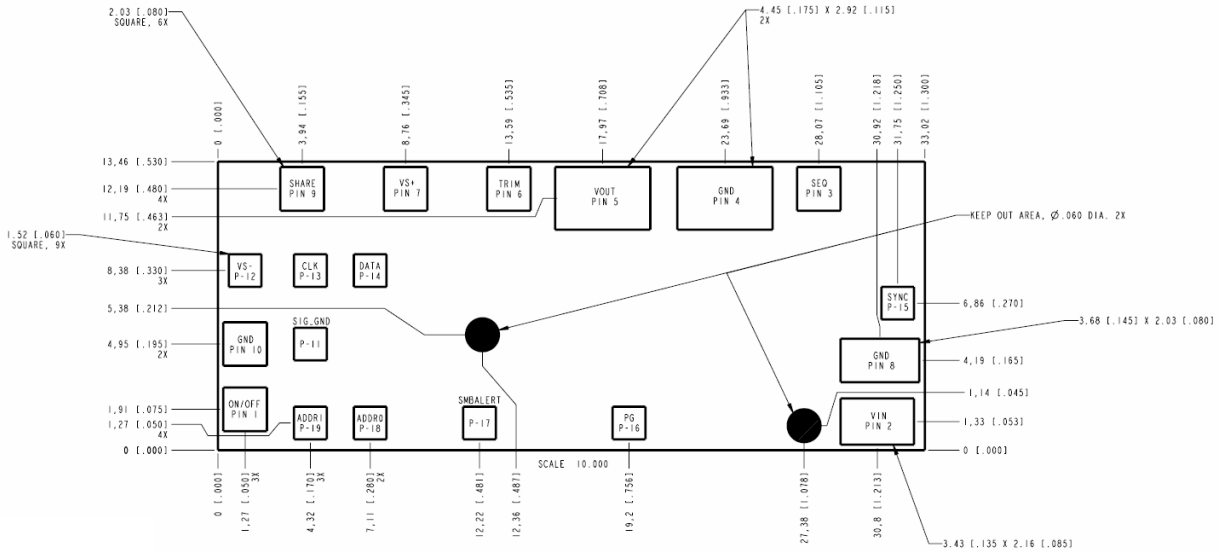 2.03 [.080]
SQUARE, 6X
4.45 [.175] X 2.92 [.115]
2X
0 [.000]
3,94 [.155]
8,76 [.345]
13,59 [.535]
17,97 [.708]
23,69 [.933]
28,07 [1.105]
30,92 [1.218]
31,75 [1.250]
33,02 [1.300]
13,46 [.530]
12,19 [.480]
4X
11,75 [.463]
2X
SHARE
PIN 9
VS+
PIN 7
TRIM
PIN 6
VOUT
PIN 5
GND
PIN 4
SEQ
PIN 3
KEEP OUT AREA, Ø.060 DIA. 2X
1.52 [.060]
SQUARE, 9X
8,38 [.330]
3X
VS-
P-12
CLK
P-13
DATA
P-14
5,38 [.212]
SYNC
P-15
6,86 [.270]
3.68 [.145] X 2.03 [.080]
4,95 [.195]
2X
GND
PIN 10
SIG_GND
P-11
GND
PIN 8
4,19 [.165]
1,14 [.045]
1,91 [.075]
1,27 [.050]
4X
0 [.000]
ON/OFF
PIN 1
ADDR1
P-19
ADDR0
P-18
SMBALERT
P-17
PG
P-16
VIN
PIN 2
1,33 [.053]
0 [.000]
SCALE 10.000
0 [.000]
1,27 [.050]
3X
4,32 [.170]
3X
7,11 [.280]
2X
12,22 [.481]
12,36 [.487]
19,2 [.756]
27,38 [1.078]
30,8 [1.213]
3.43 [.135 X 2.16 [.085]